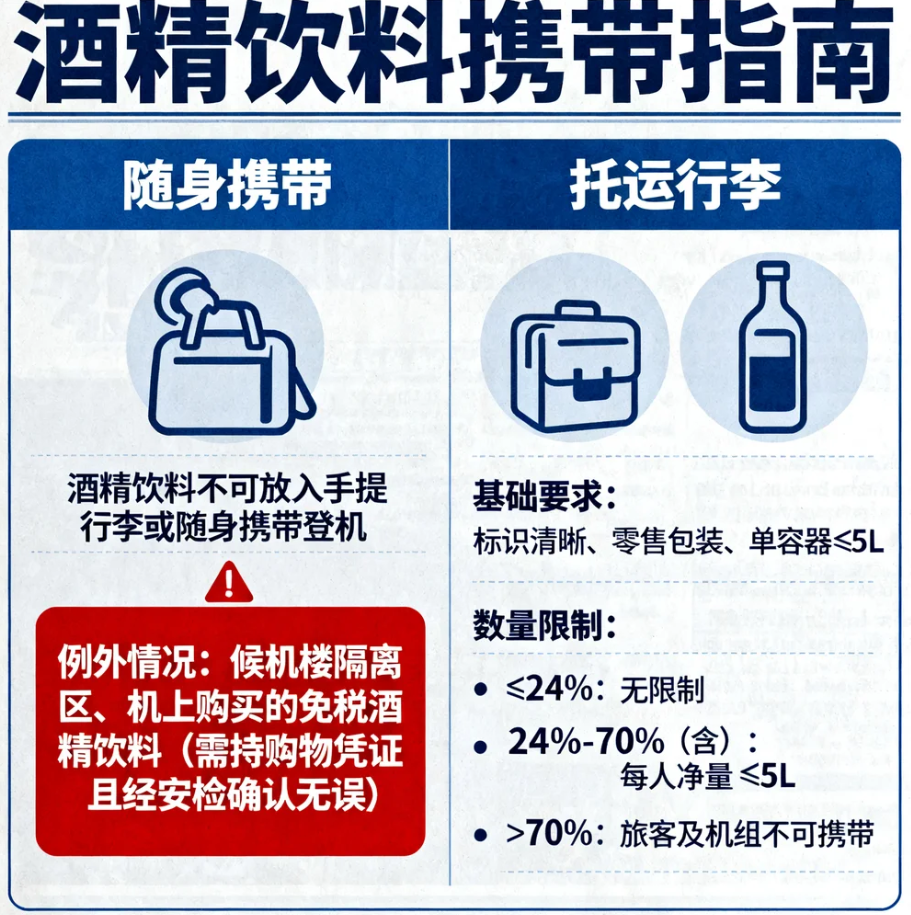 酒精饮料携带指南
随身携带
托运行李
酒精饮料不可放入手提
行李或随身携带登机
例外情况：候机楼隔离
区、机上购买的免税酒
精饮料（需持购物凭证
且经安检确认无误）
基础要求：
标识清晰、零售包装、单容器≤5L
数量限制：
• ≤24%：无限制
• 24%-70%（含）：
每人净量≤5L
• >70%：旅客及机组不可携带